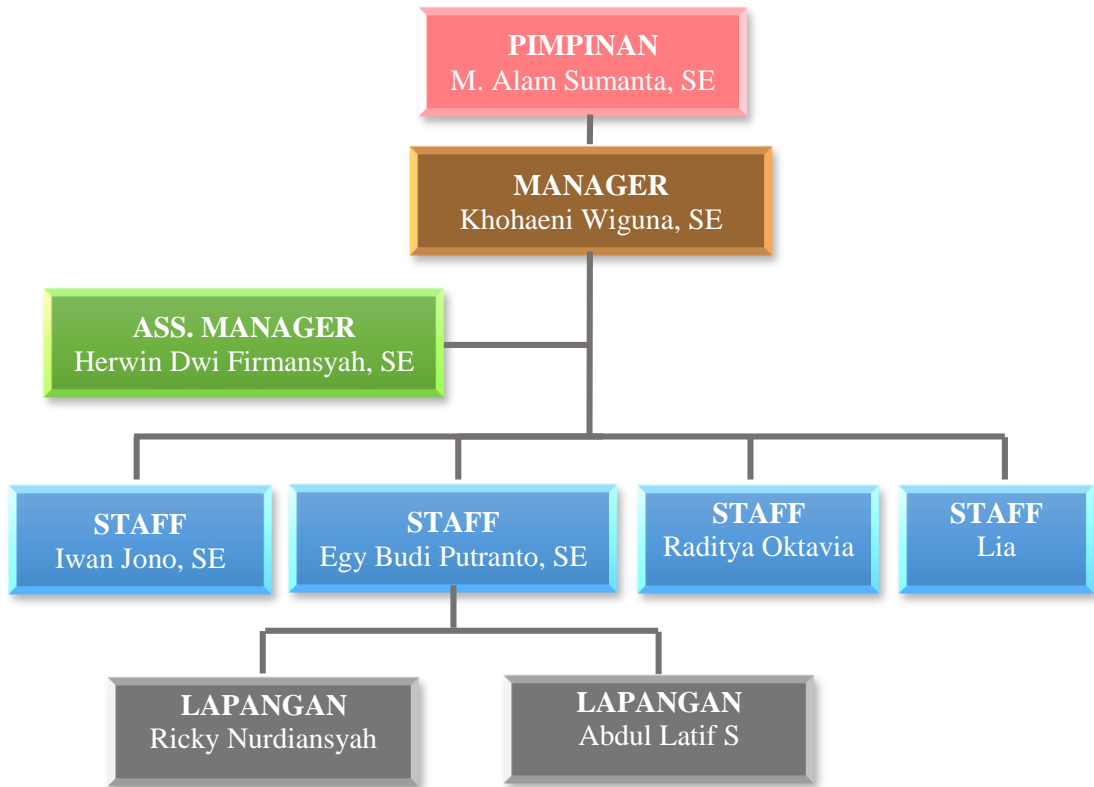 PIMPINAN
M. Alam Sumanta, SE
MANAGER
Khohaeni Wiguna, SE
ASS. MANAGER
Herwin Dwi Firmansyah, SE
STAFF
Iwan Jono, SE
STAFF
Egy Budi Putranto, SE
STAFF
Raditya Oktavia
STAFF
Lia
LAPANGAN
Ricky Nurdiansyah
LAPANGAN
Abdul Latif S